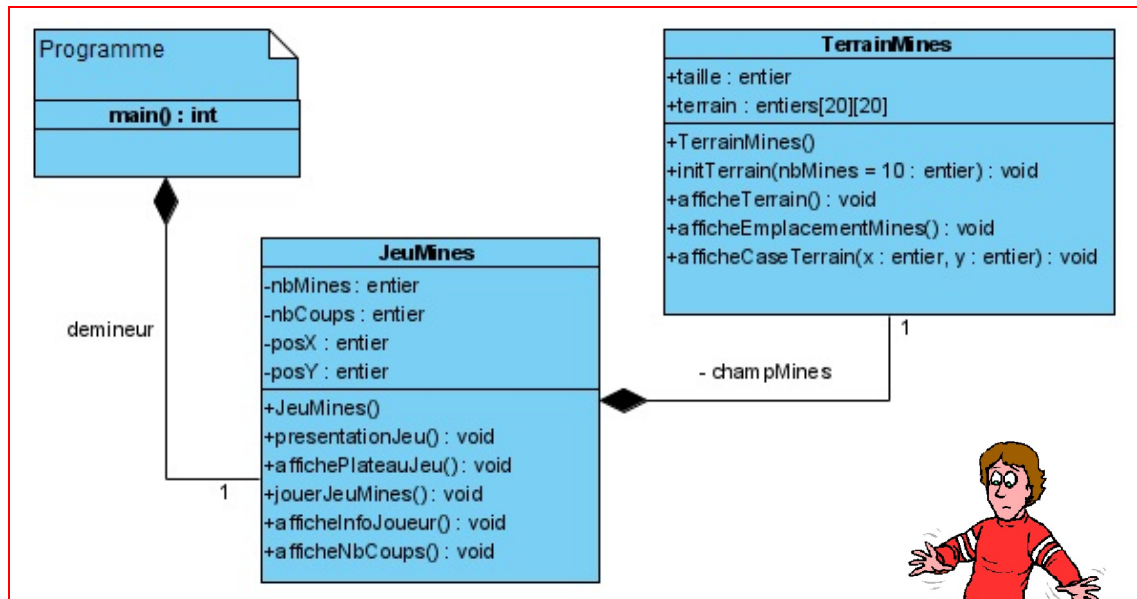 Programme
main() : int
demineur
1
JeuMines
-nbMines : entier
-nbCoups : entier
-posX : entier
-posY : entier
+JeuMines()
+presentationJeu() : void
+affichePlateauJeu() : void
+jouerJeuMines() : void
+afficheInfoJoueur() : void
+afficheNbCoups() : void
- champMines
1
TerrainMines
+taille : entier
+terrain : entiers[20][20]
+TerrainMines()
+initTerrain(nbMines = 10 : entier) : void
+afficheTerrain() : void
+afficheEmplacementMines() : void
+afficheCaseTerrain(x : entier, y : entier) : void